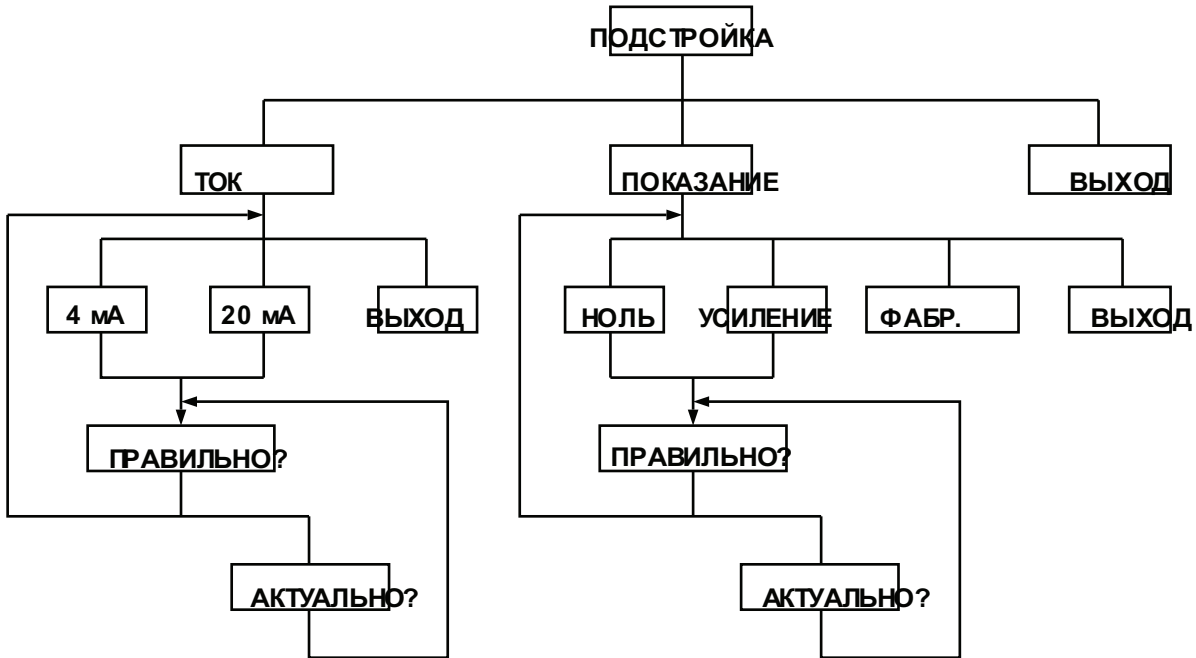 ПОДСТРОЙКА
ТОК
ПОКАЗАНИЕ
ВЫХОД
4 мА
20 мА
ВЫХОД
НОЛЬ
УСИЛЕНИЕ
ФАБР.
ВЫХОД
ПРАВИЛЬНО?
ПРАВИЛЬНО?
АКТУАЛЬНО?
АКТУАЛЬНО?